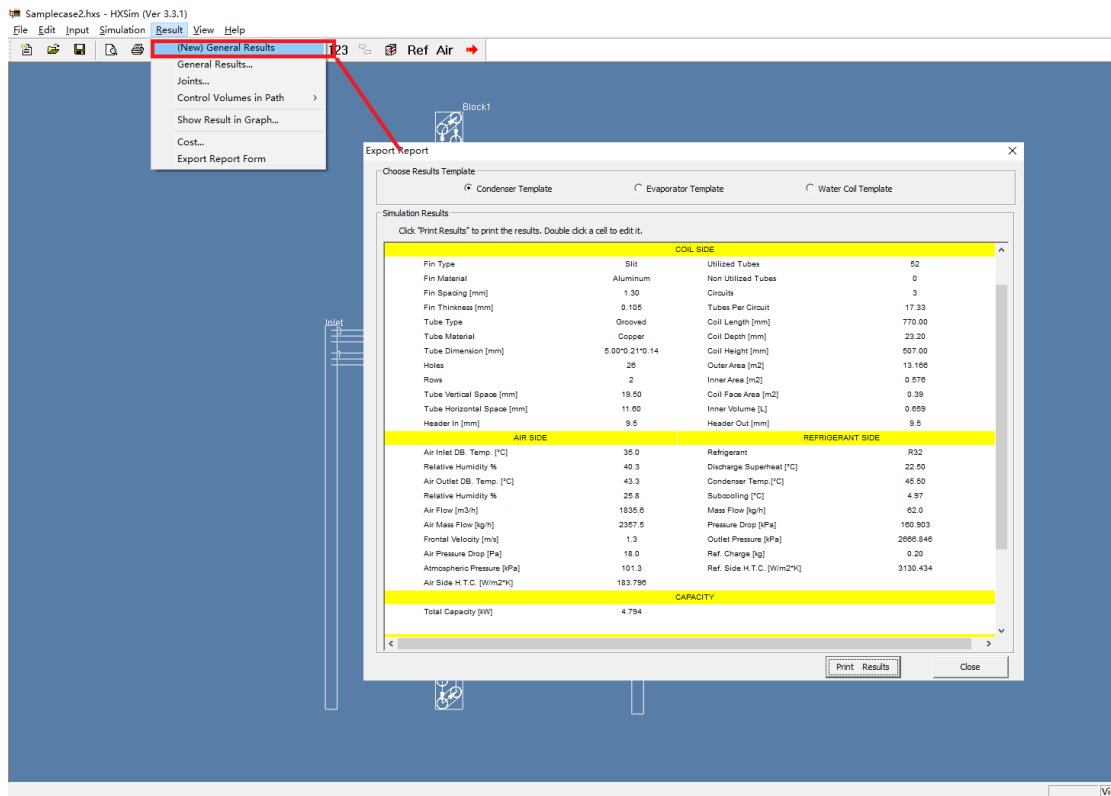 Samplecase2.hxs - HXSim (Ver 3.3.1)
File Edit Input Simulation Result View Help
(New) General Results
123 Ref Air
General Results...
Joints...
Control Volumes in Path
Show Result in Graph...
Cost...
Export Report Form
Block1
Inlet
Export Report
Choose Results Template
Condenser Template Evaporator Template Water Coil Template
Simulation Results
Click "Print Results" to print the results. Double click a cell to edit it.
COIL SIDE
Fin Type Slit Utilized Tubes 52
Fin Material Aluminum Non Utilized Tubes 0
Fin Spacing [mm] 1.30 Circuits 3
Fin Thinkness [mm] 0.105 Tubes Per Circuit 17.33
Tube Type Grooved Coil Length [mm] 770.00
Tube Material Copper Coil Depth [mm] 23.20
Tube Dimension [mm] 5.00*0.21*0.14 Coil Height [mm] 507.00
Holes 26 Outer Area [m2] 13.166
Rows 2 Inner Area [m2] 0.576
Tube Vertical Space [mm] 19.50 Coil Face Area [m2] 0.39
Tube Horizontal Space [mm] 11.60 Inner Volume [L] 0.659
Header In [mm] 9.5 Header Out [mm] 9.5
AIR SIDE REFRIGERANT SIDE
Air Inlet DB. Temp. [°C] 35.0 Refrigerant R32
Relative Humidity % 40.3 Discharge Superheat [°C] 22.50
Air Outlet DB. Temp. [°C] 43.3 Condenser Temp.[°C] 45.50
Relative Humidity % 25.8 Subcooling [°C] 4.97
Air Flow [m3/h] 1835.6 Mass Flow [kg/h] 62.0
Air Mass Flow [kg/h] 2357.5 Pressure Drop [kPa] 160.903
Frontal Velocity [m/s] 1.3 Outlet Pressure [kPa] 2666.846
Air Pressure Drop [Pa] 18.0 Ref. Charge [kg] 0.20
Atmospheric Pressure [kPa] 101.3 Ref. Side H.T.C. [W/m2*K] 3130.434
Air Side H.T.C. [W/m2*K] 183.796
CAPACITY
Total Capacity [kW] 4.794
Print Results Close